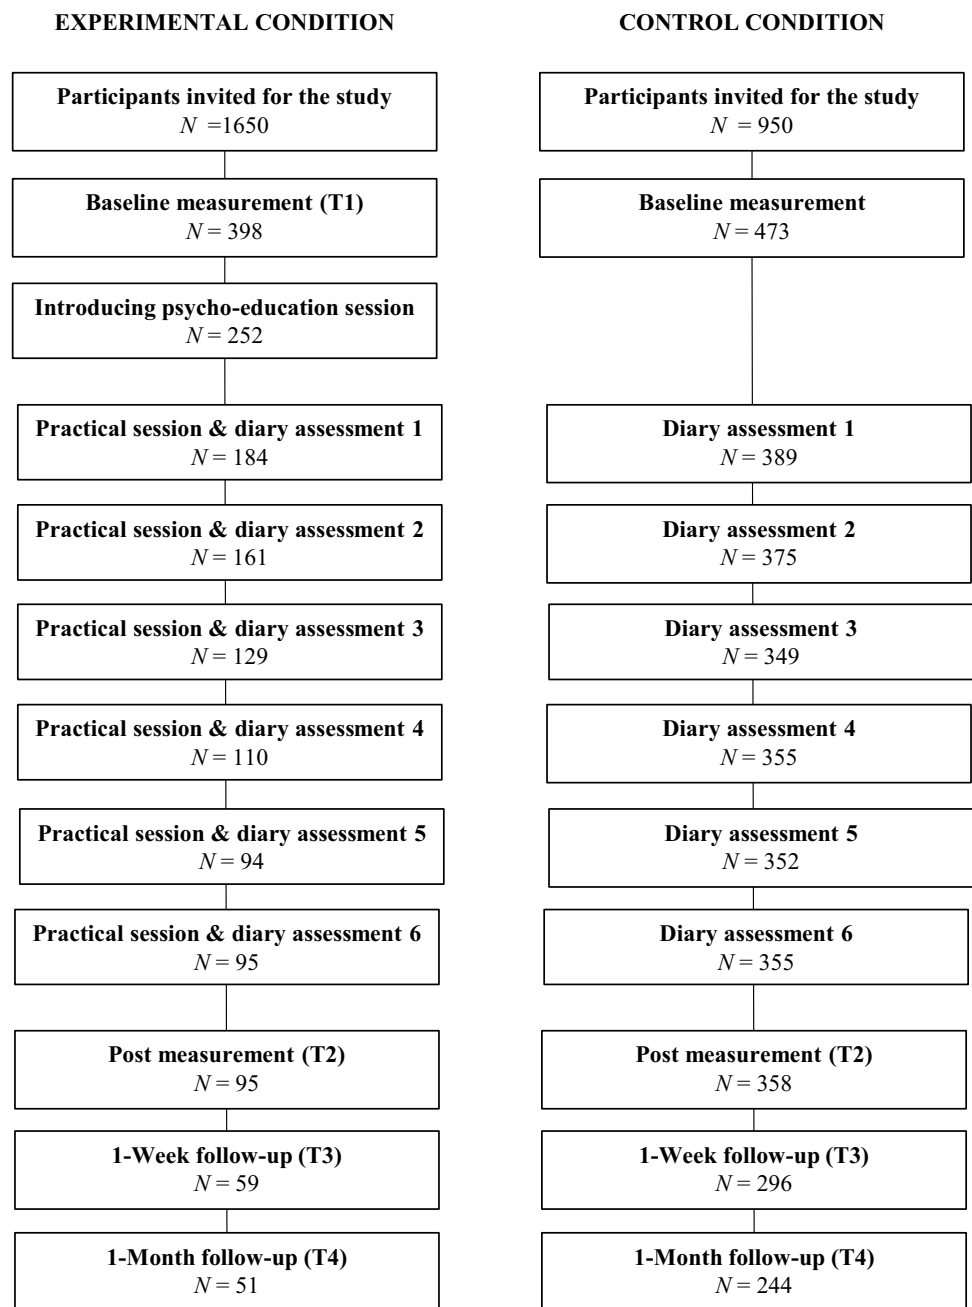 EXPERIMENTAL CONDITION
Participants invited for the study
N =1650
Baseline measurement (T1)
N = 398
Introducing psycho-education session
N = 252
Practical session & diary assessment 1
N = 184
Practical session & diary assessment 2
N = 161
Practical session & diary assessment 3
N = 129
Practical session & diary assessment 4
N = 110
Practical session & diary assessment 5
N = 94
Practical session & diary assessment 6
N = 95
Post measurement (T2)
N = 95
1-Week follow-up (T3)
N = 59
1-Month follow-up (T4)
N = 51
CONTROL CONDITION
Participants invited for the study
N = 950
Baseline measurement
N = 473
Diary assessment 1
N = 389
Diary assessment 2
N = 375
Diary assessment 3
N = 349
Diary assessment 4
N = 355
Diary assessment 5
N = 352
Diary assessment 6
N = 355
Post measurement (T2)
N = 358
1-Week follow-up (T3)
N = 296
1-Month follow-up (T4)
N = 244